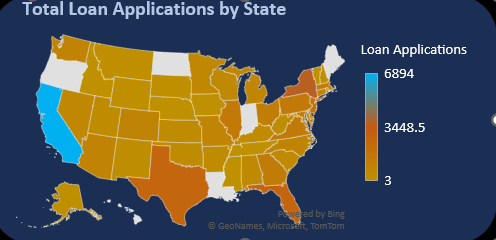 Total Loan Applications by State
Loan Applications
6894
3448.5
3
Powered by Bing
© GeoNames, Microsoft, TomTom